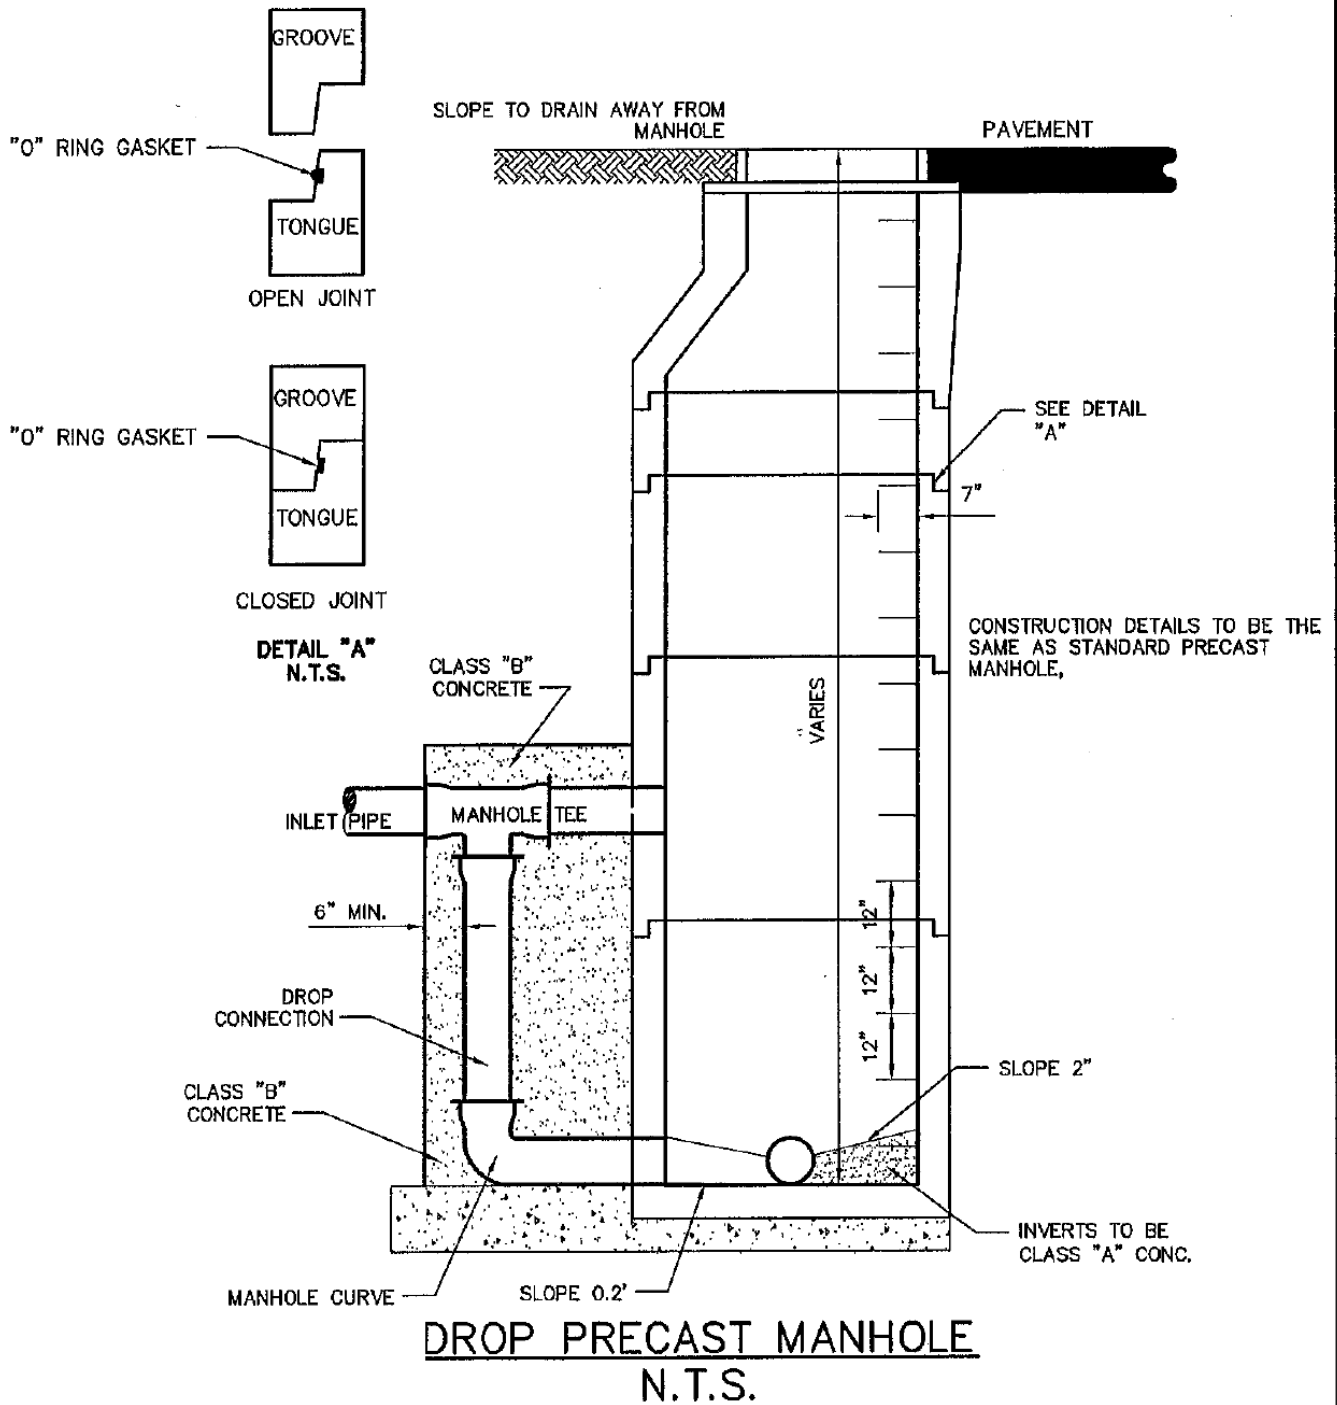 GROOVE
"O" RING GASKET
TONGUE
OPEN JOINT
GROOVE
"O" RING GASKET
TONGUE
CLOSED JOINT
DETAIL "A"
N.T.S.
SLOPE TO DRAIN AWAY FROM
MANHOLE
PAVEMENT
SEE DETAIL
"A"
7"
CONSTRUCTION DETAILS TO BE THE
SAME AS STANDARD PRECAST
MANHOLE,
VARIES
CLASS "B"
CONCRETE
INLET PIPE
MANHOLE TEE
6" MIN.
12"
12"
12"
DROP
CONNECTION
CLASS "B"
CONCRETE
SLOPE 2"
INVERTS TO BE
CLASS "A" CONC.
MANHOLE CURVE
SLOPE 0.2'
DROP PRECAST MANHOLE
N.T.S.